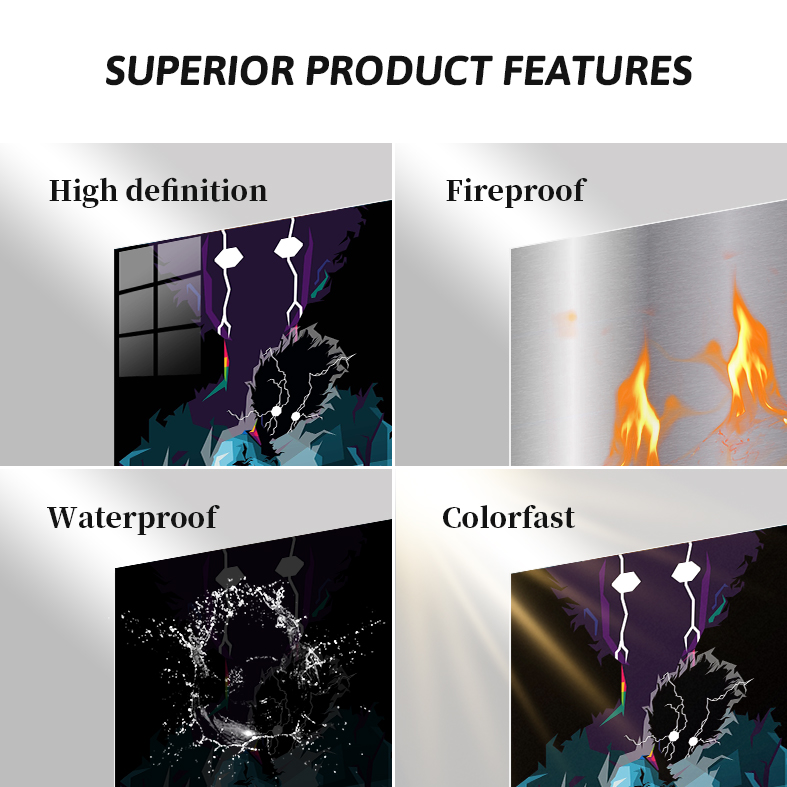 SUPERIOR PRODUCT FEATURES
High definition
Fireproof
Waterproof
Colorfast